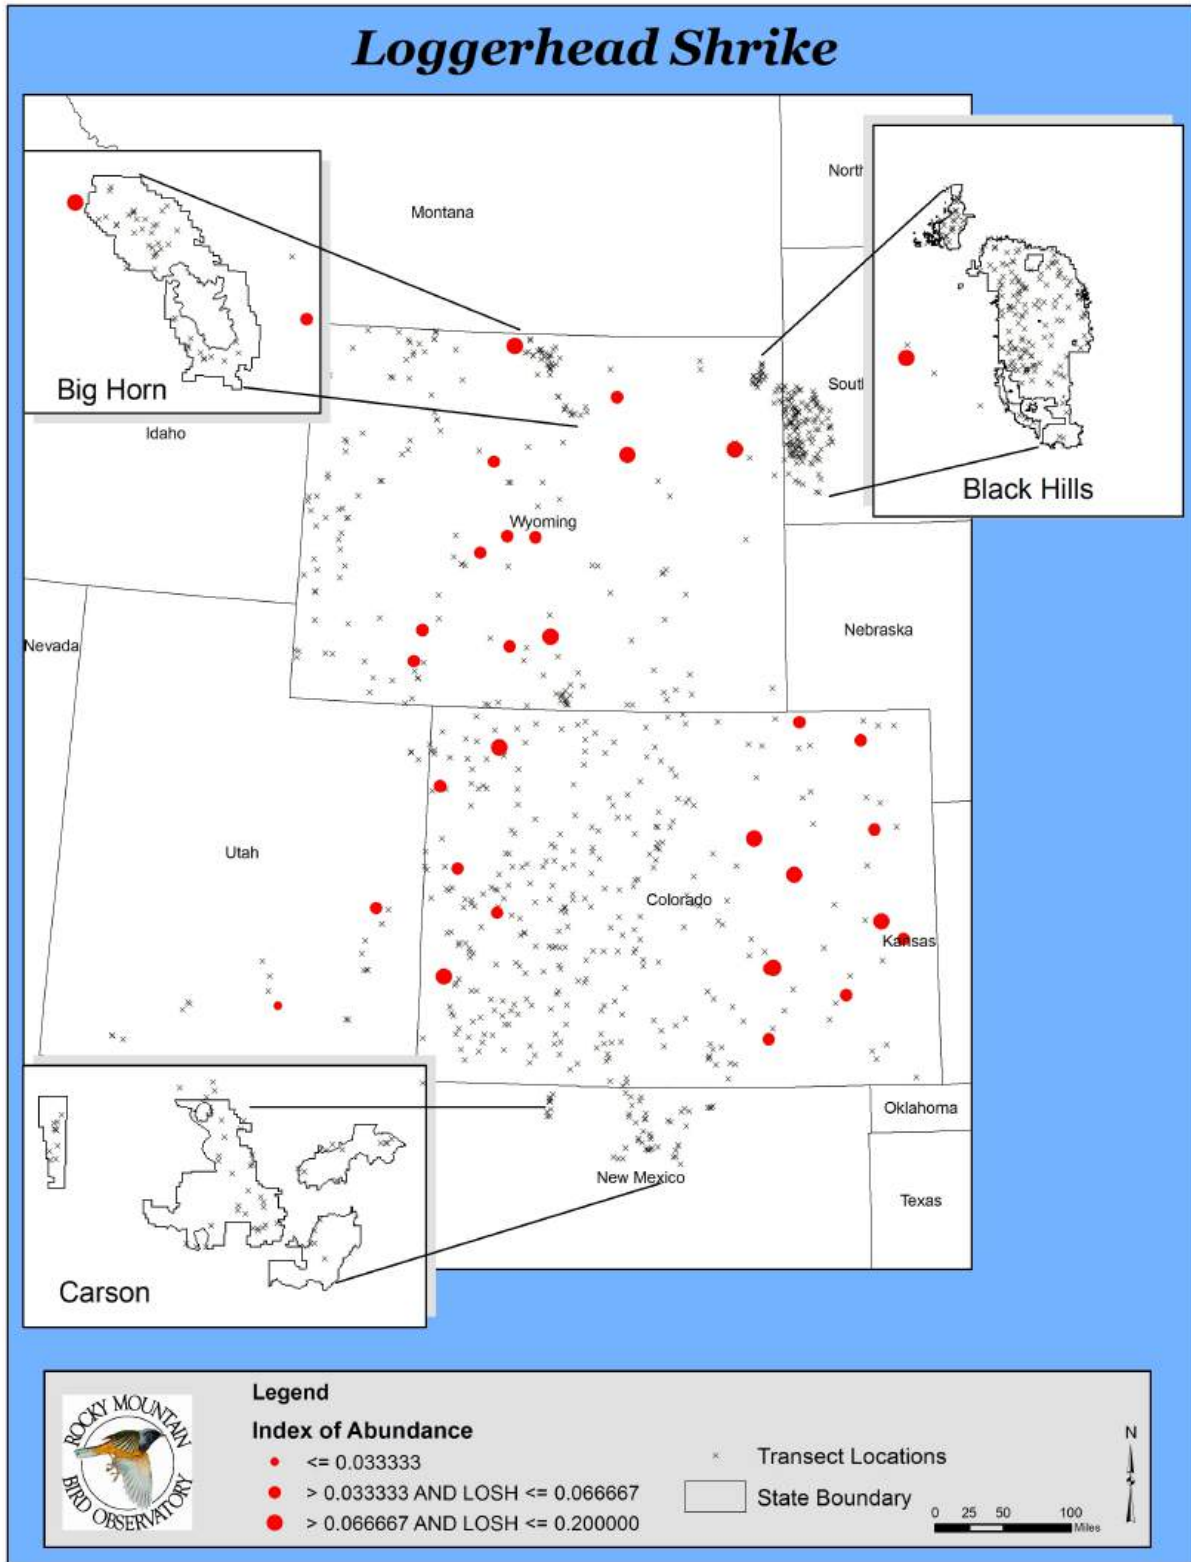 Loggerhead Shrike
North
Montana
Big Horn
Idaho
South
Black Hills
Wyoming
Nevada
Nebraska
Utah
Colorado
Kansas
Oklahoma
New Mexico
Texas
Carson
ROCKY MOUNTAIN
BIRD OBSERVATORY
Legend
Index of Abundance
<= 0.033333
> 0.033333 AND LOSH <= 0.066667
> 0.066667 AND LOSH <= 0.200000
Transect Locations
State Boundary
N
0 25 50 100
Miles